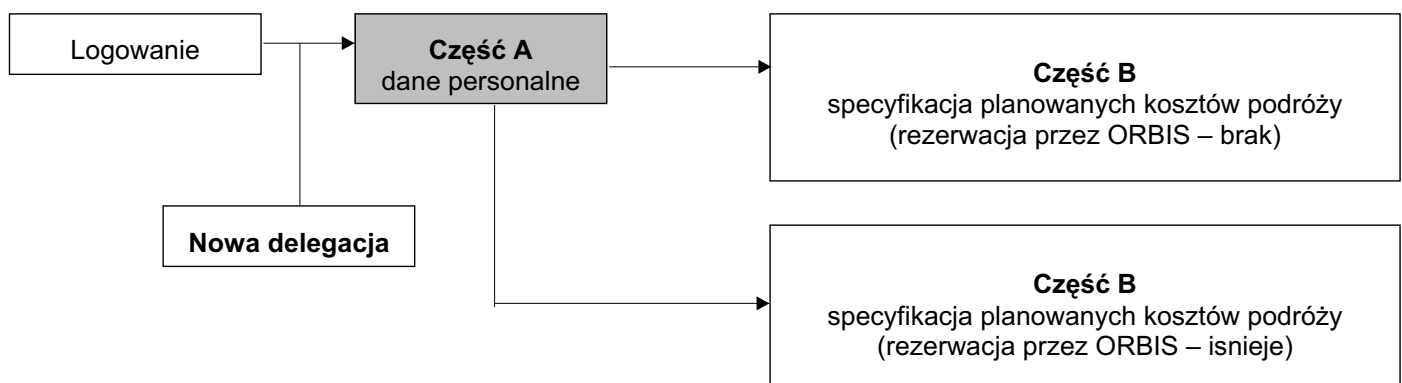 Logowanie
Część A
dane personalne
Część B
specyfikacja planowanych kosztów podróży
(rezerwacja przez ORBIS – brak)
Nowa delegacja
Część B
specyfikacja planowanych kosztów podróży
(rezerwacja przez ORBIS – isnieje)